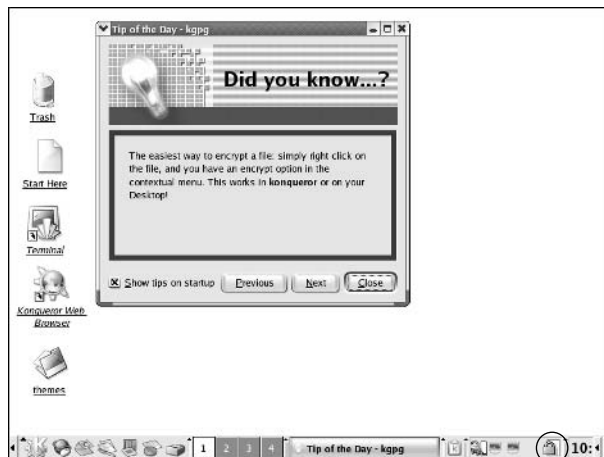 Tip of the Day - kgpg
Did you know...?
The easiest way to encrypt a file: simply right click on
the file, and you have an encrypt option in the
contextual menu. This works in konqueror or on your
Desktop!
Show tips on startup
Previous
Next
Close
Trash
Start Here
Terminal
Konqueror Web
Browser
themes
1 2 3 4
Tip of the Day - kgpg
10: